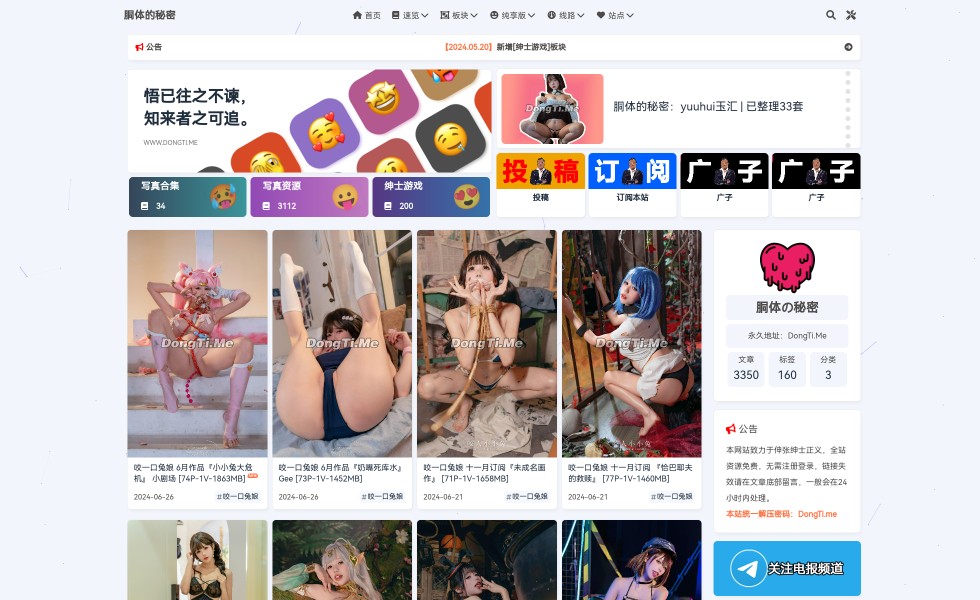 胴体的秘密
首页 速览 板块 纯享版 线路 站点
公告
【2024.05.20】新增[绅士游戏]板块
悟已往之不谏，
知来者之可追。
WWW.DONGTI.ME
DongTi.Me
胴体的秘密：yuuhui玉汇 | 已整理33套
写真合集
34
写真资源
3112
绅士游戏
200
投稿
投稿
订阅
订阅本站
广子
广子
广子
广子
DongTi.Me
DongTi.Me
DongTi.Me
DongTi.Me
咬一口兔娘 6月作品『小小兔大危
机』 小剧场 [74P-1V-1863MB]
2024-06-26
#咬一口兔娘
咬一口兔娘 6月作品『奶嘴死库水』
Gee [73P-1V-1452MB]
2024-06-26
#咬一口兔娘
咬一口兔娘 十一月订阅『未成名画
作』 [71P-1V-1658MB]
2024-06-21
#咬一口兔娘
咬一口兔娘 十一月订阅 『恰巴耶夫
的救赎』 [77P-1V-1460MB]
2024-06-21
#咬一口兔娘
胴体の秘密
永久地址：DongTi.Me
文章
3350
标签
160
分类
3
公告
本网站致力于伸张绅士正义，全站
资源免费，无需注册登录，链接失
效请在文章底部留言，一般会在24
小时内处理。
本站统一解压密码：DongTi.me
关注电报频道